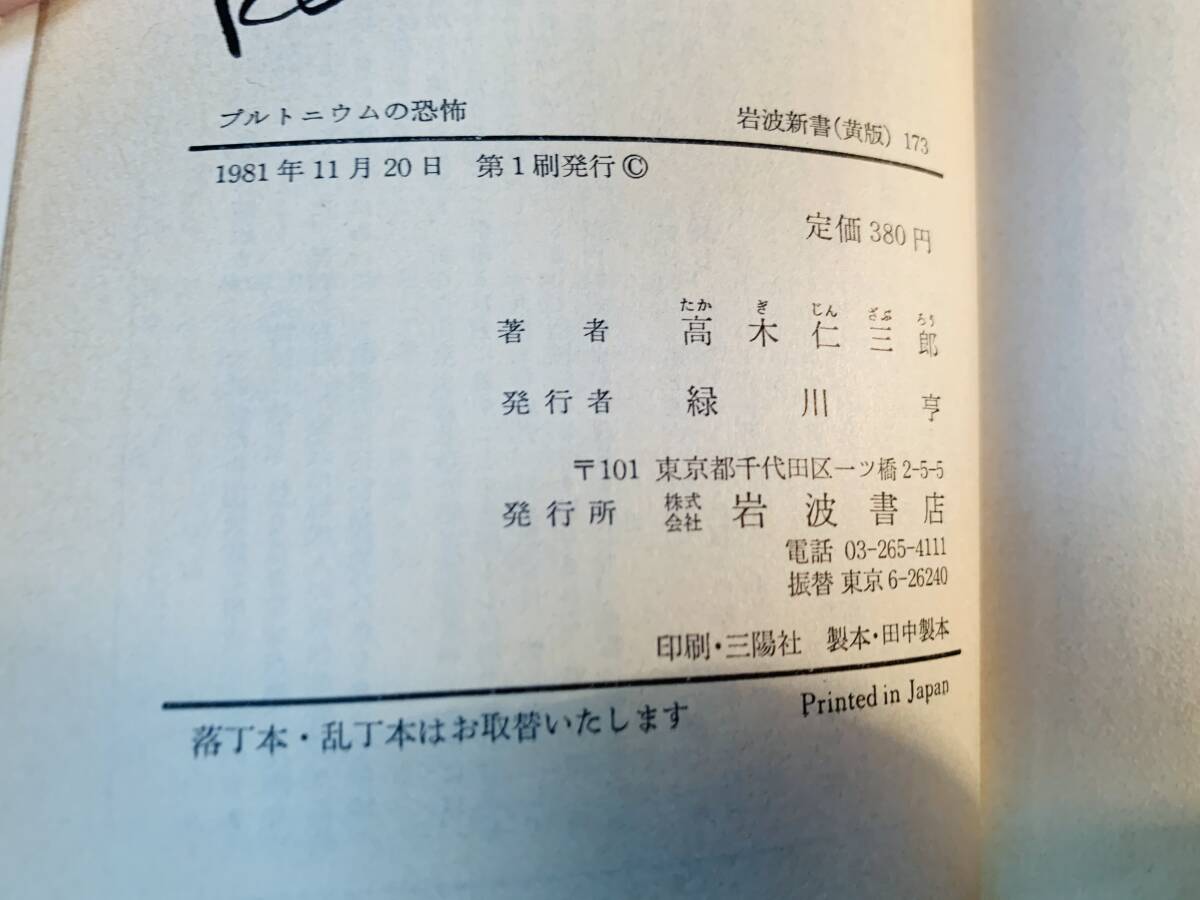 プルトニウムの恐怖 岩波新書(黄版) 173
1981年11月20日 第1刷発行 ©
定価 380円
著者 高木仁三郎
たか ぎ じん ざぶ ろう
発行者 緑川亨
〒101 東京都千代田区一ツ橋2-5-5
発行所 株式会社 岩波書店
電話 03-265-4111
振替 東京6-26240
印刷・三陽社 製本・田中製本
Printed in Japan
落丁本・乱丁本はお取替いたします